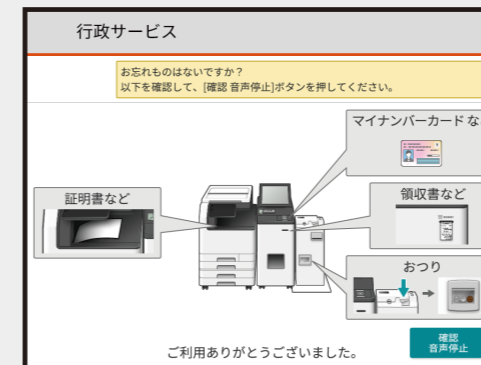 行政サービス
お忘れものはないですか？
以下を確認して、[確認 音声停止]ボタンを押してください。
マイナンバーカード な
証明書など
領収書など
おつり
確認
音声停止
ご利用ありがとうございました。